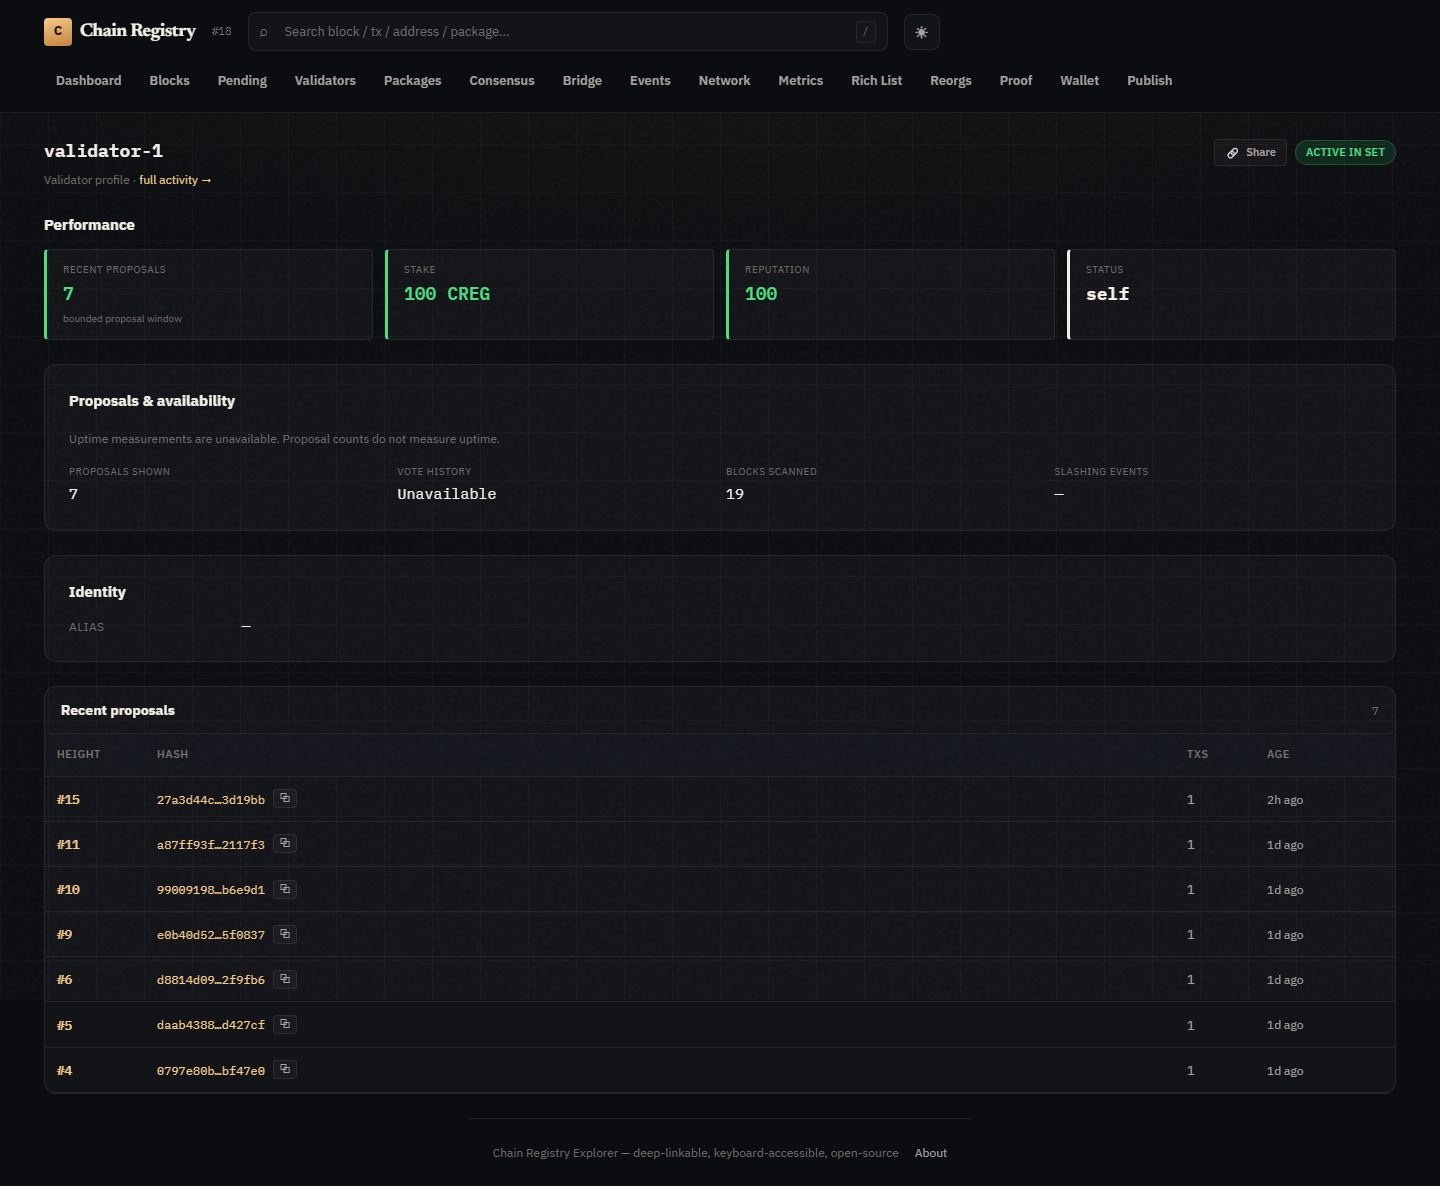 C Chain Registry #18 Search block / tx / address / package... /
Dashboard Blocks Pending Validators Packages Consensus Bridge Events Network Metrics Rich List Reorgs Proof Wallet Publish
validator-1
Share ACTIVE IN SET
Validator profile · full activity →
Performance
RECENT PROPOSALS
7
bounded proposal window
STAKE
100 CREG
REPUTATION
100
STATUS
self
Proposals & availability
Uptime measurements are unavailable. Proposal counts do not measure uptime.
PROPOSALS SHOWN
7
VOTE HISTORY
Unavailable
BLOCKS SCANNED
19
SLASHING EVENTS
—
Identity
ALIAS —
Recent proposals 7
HEIGHT HASH TXS AGE
#15 27a3d44c…3d19bb 1 2h ago
#11 a87ff93f…2117f3 1 1d ago
#10 99009198…b6e9d1 1 1d ago
#9 e0b40d52…5f0837 1 1d ago
#6 d8814d09…2f9fb6 1 1d ago
#5 daab4388…d427cf 1 1d ago
#4 0797e80b…bf47e0 1 1d ago
Chain Registry Explorer — deep-linkable, keyboard-accessible, open-source About